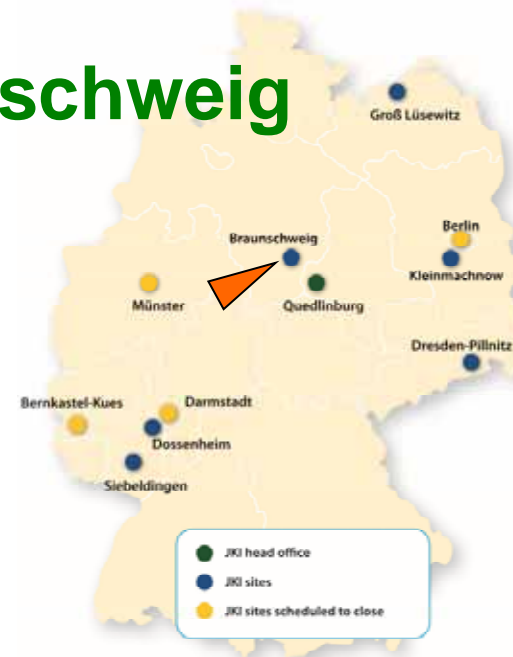 schweig
Groß Lüsewitz
Berlin
Braunschweig
Kleinmachnow
Münster
Quedlinburg
Dresden-Pillnitz
Bernkastel-Kues
Darmstadt
Dossenheim
Siebeldingen
JKI head office
JKI sites
JKI sites scheduled to close